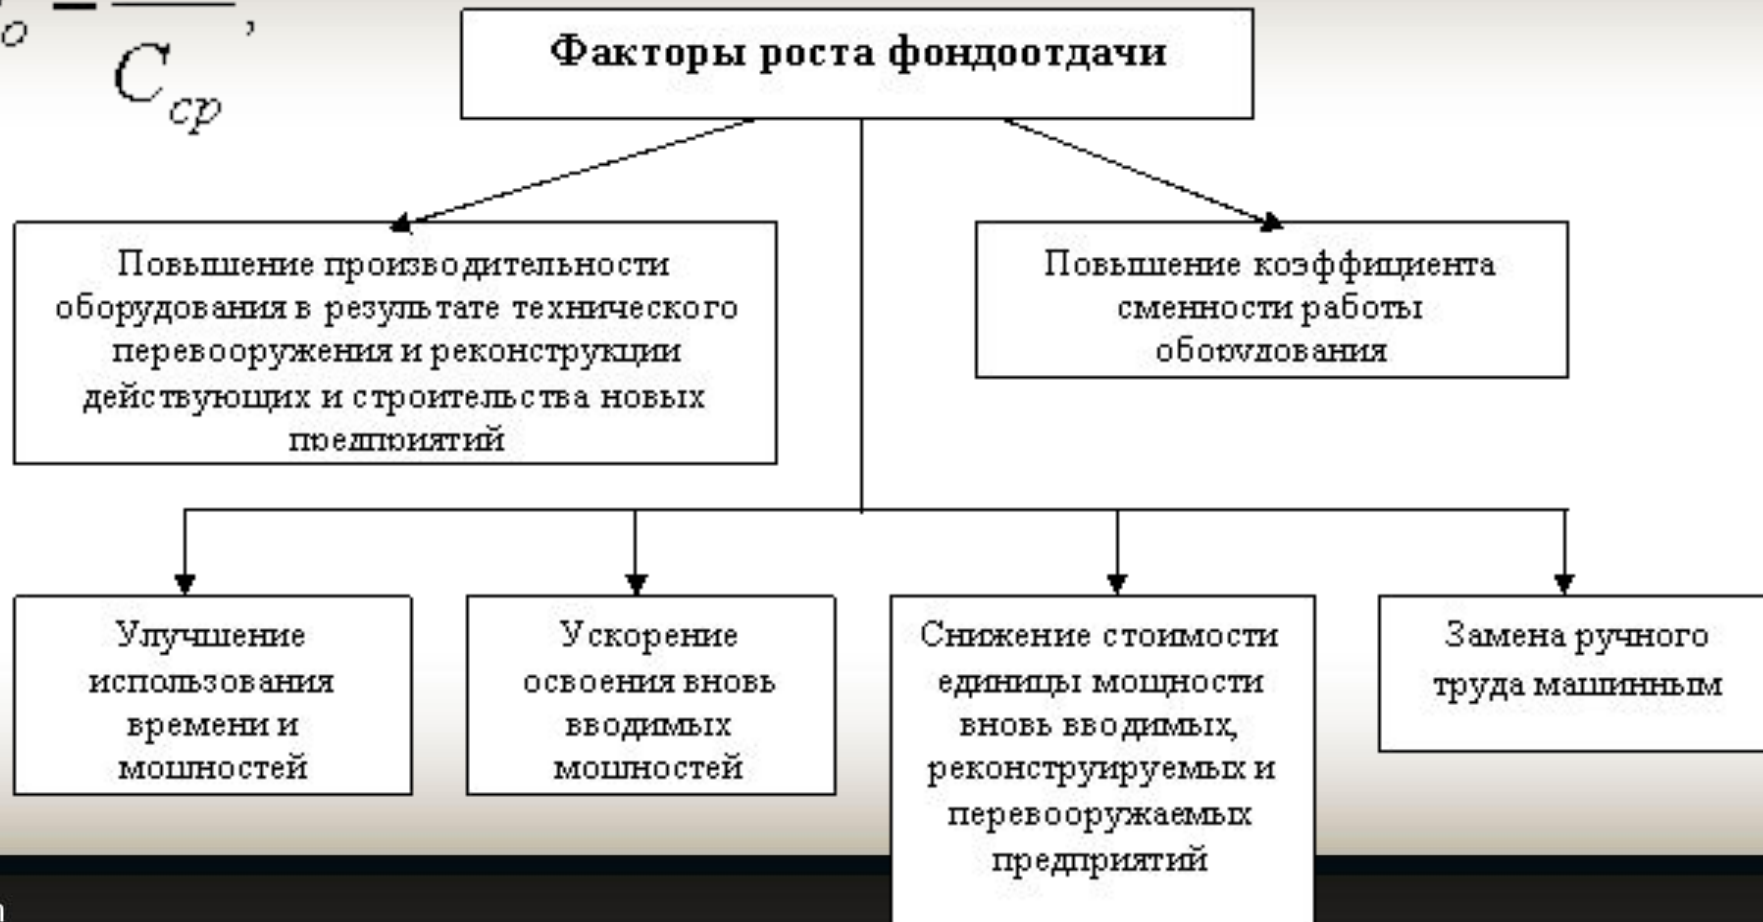 о = ,
C ср
Факторы роста фондоотдачи
Повышение производительности
оборудования в результате технического
перевооружения и реконструкции
действующих и строительства новых
предприятий
Повышение коэффициента
сменности работы
оборудования
Улучшение
использования
времени и
мощностей
Ускорение
освоения вновь
вводимых
мощностей
Снижение стоимости
единицы мощности
вновь вводимых,
реконструируемых и
перевооружаемых
предприятий
Замена ручного
труда машинным